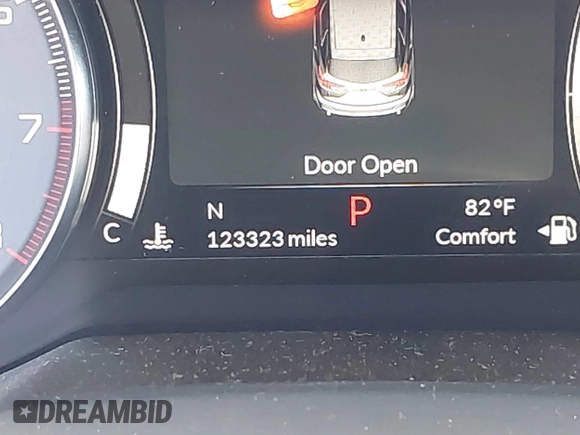 7
Door Open
N
P
82°F
C
123323 miles
Comfort
DREAMBID